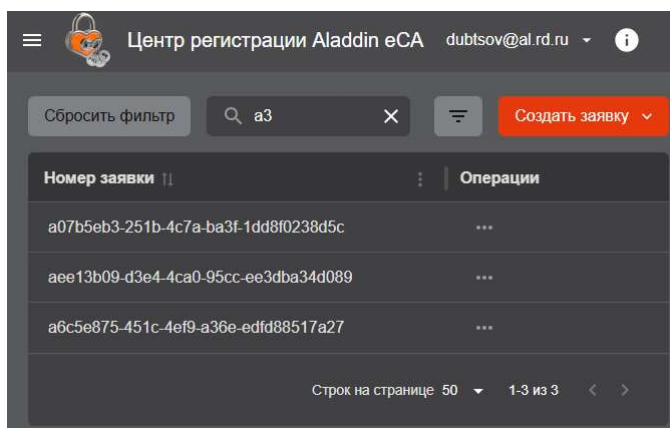 Центр регистрации Aladdin eCA dubtsov@al.rd.ru
Сбросить фильтр a3 Создать заявку
Номер заявки Операции
a07b5eb3-251b-4c7a-ba3f-1dd8f0238d5c
aee13b09-d3e4-4ca0-95cc-ee3dba34d089
a6c5e875-451c-4ef9-a36e-edfd88517a27
Строк на странице 50 1-3 из 3